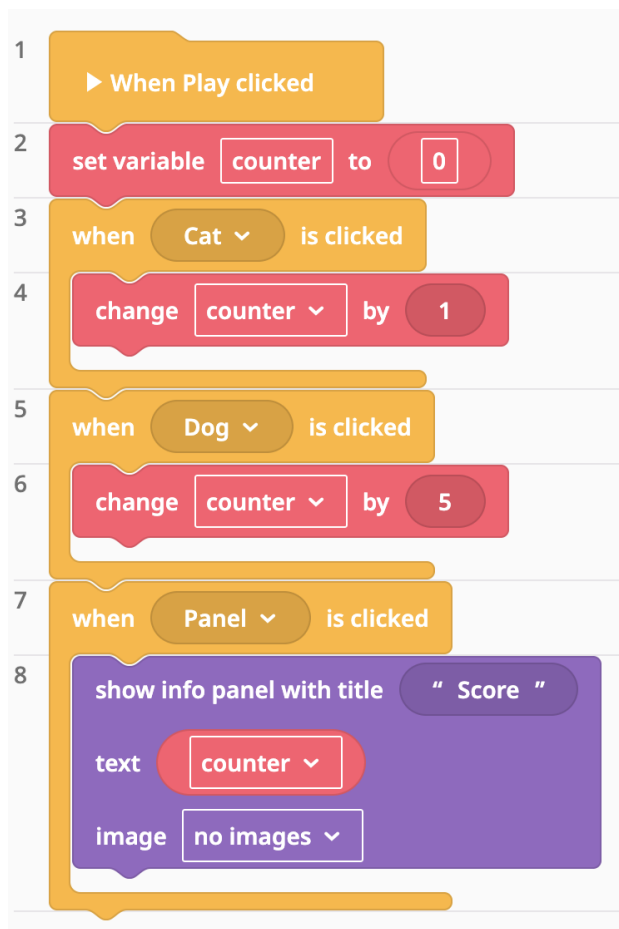 1
When Play clicked
2
set variable counter to 0
3
when Cat is clicked
4
change counter by 1
5
when Dog is clicked
6
change counter by 5
7
when Panel is clicked
8
show info panel with title “ Score ”
text counter
image no images